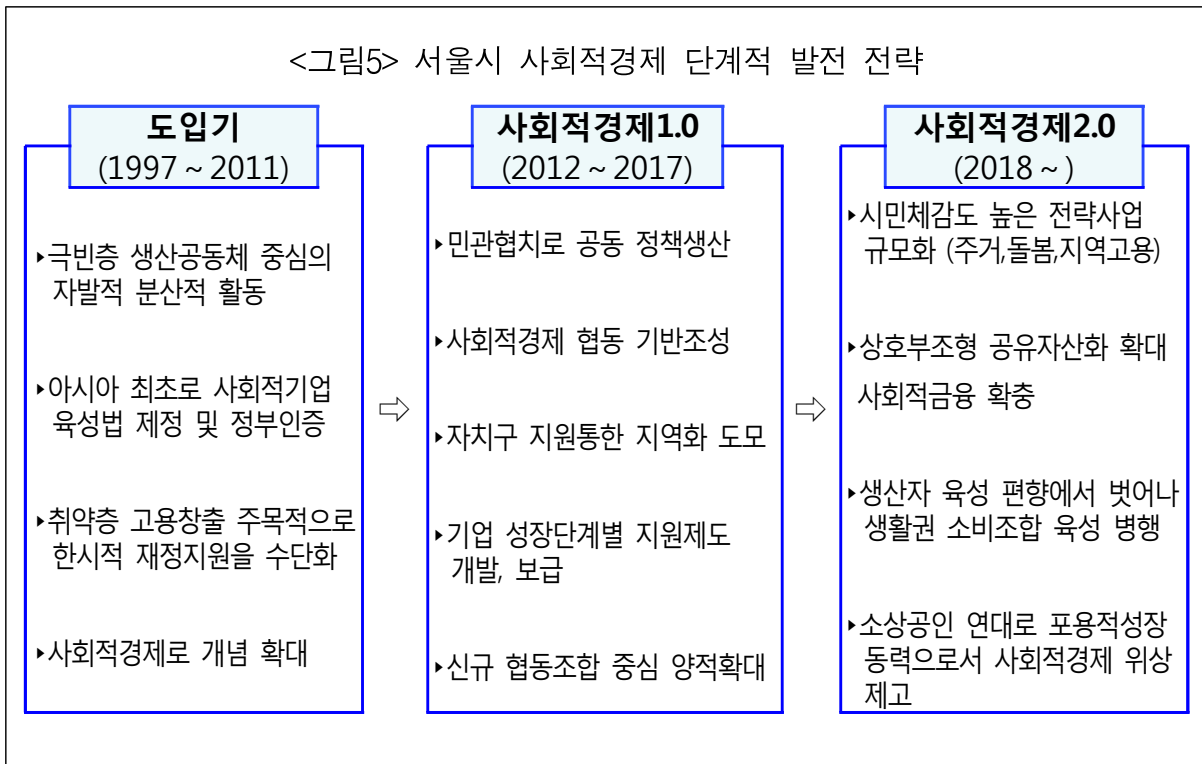 <그림5> 서울시 사회적경제 단계적 발전 전략
도입기
(1997 ~ 2011)
▸극빈층 생산공동체 중심의
자발적 분산적 활동
▸아시아 최초로 사회적기업
육성법 제정 및 정부인증
▸취약층 고용창출 주목적으로
한시적 재정지원을 수단화
▸사회적경제로 개념 확대
⇨
사회적경제1.0
(2012 ~ 2017)
▸민관협치로 공동 정책생산
▸사회적경제 협동 기반조성
▸자치구 지원통한 지역화 도모
▸기업 성장단계별 지원제도
개발, 보급
▸신규 협동조합 중심 양적확대
⇨
사회적경제2.0
(2018 ~ )
▸시민체감도 높은 전략사업
규모화 (주거,돌봄,지역고용)
▸상호부조형 공유자산화 확대
사회적금융 확충
▸생산자 육성 편향에서 벗어나
생활권 소비조합 육성 병행
▸소상공인 연대로 포용적성장
동력으로서 사회적경제 위상
제고